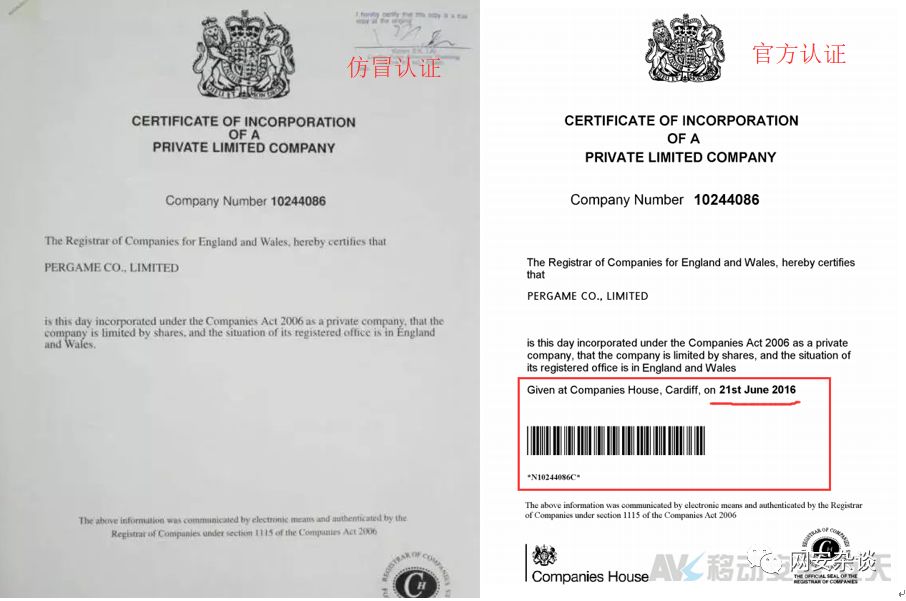 I hereby certify that this copy is a true
copy of the original
仿冒认证
CERTIFICATE OF INCORPORATION
OF A
PRIVATE LIMITED COMPANY
Company Number 10244086
The Registrar of Companies for England and Wales, hereby certifies that
PERGAME CO., LIMITED
is this day incorporated under the Companies Act 2006 as a private company, that the
company is limited by shares, and the situation of its registered office is in England
and Wales.
The above information was communicated by electronic means and authenticated by the
Registrar of Companies under section 1115 of the Companies Act 2006
REGISTRAR OF COMPANIES
CH
官方认证
CERTIFICATE OF INCORPORATION
OF A
PRIVATE LIMITED COMPANY
Company Number 10244086
The Registrar of Companies for England and Wales, hereby certifies
that
PERGAME CO., LIMITED
is this day incorporated under the Companies Act 2006 as a private
company, that the company is limited by shares, and the situation of
its registered office is in England and Wales
Given at Companies House, Cardiff, on 21st June 2016
*N10244086C*
The above information was communicated by electronic means and authenticated by the Registrar
of Companies under section 1115 of the Companies Act 2006
Companies House
REGISTRAR OF COMPANIES
CH
THE OFFICIAL SEAL OF THE
REGISTRAR OF COMPANIES
网安杂谈